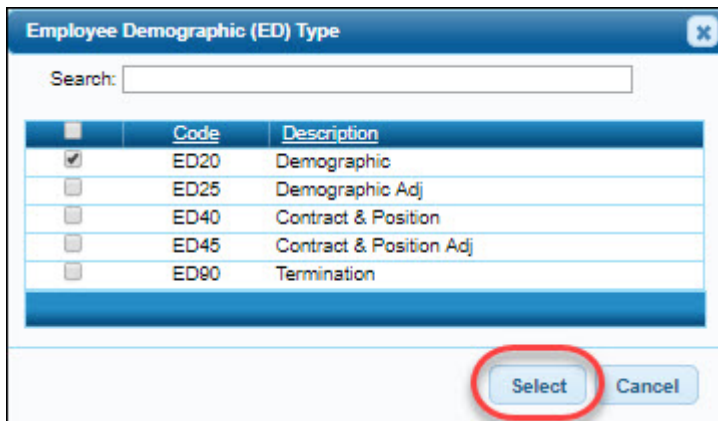 Employee Demographic (ED) Type
Search:
Code Description
ED20 Demographic
ED25 Demographic Adj
ED40 Contract & Position
ED45 Contract & Position Adj
ED90 Termination
Select Cancel